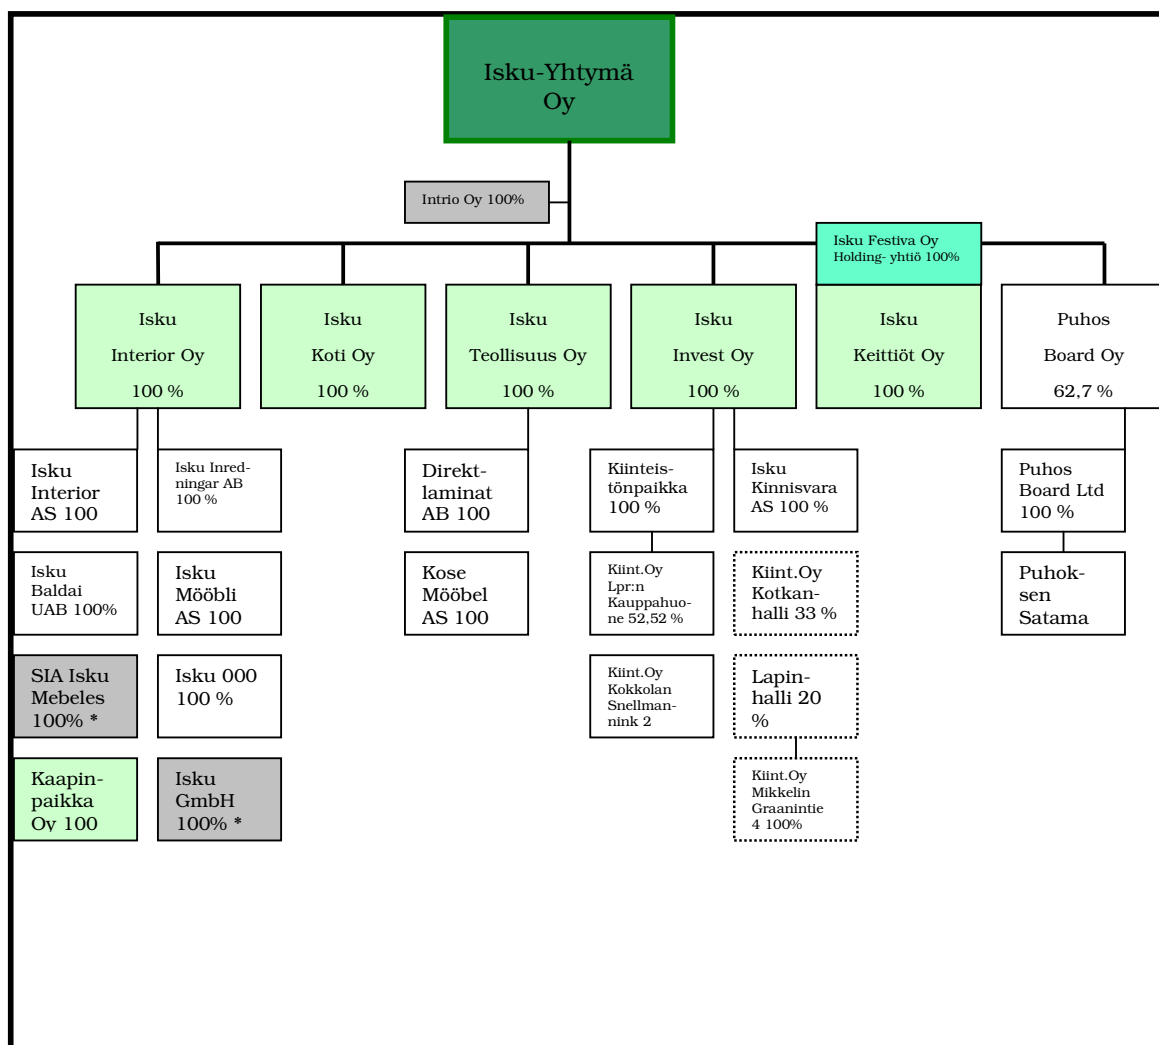 Isku-Yhtymä
Oy
Intrio Oy 100%
Isku Festiva Oy
Holding- yhtiö 100%
Isku
Interior Oy
100 %
Isku
Koti Oy
100 %
Isku
Teollisuus Oy
100 %
Isku
Invest Oy
100 %
Isku
Keittiöt Oy
100 %
Puhos
Board Oy
62,7 %
Isku
Interior
AS 100
Isku Inred-
ningar AB
100 %
Direkt-
laminat
AB 100
Kiinteis-
tönpaikka
100 %
Isku
Kinnisvara
AS 100 %
Puhos
Board Ltd
100 %
Isku
Baldai
UAB 100%
Isku
Mööbli
AS 100
Kose
Mööbel
AS 100
Kiint.Oy
Lpr:n
Kauppahuo-
ne 52,52 %
Kiint.Oy
Kotkan-
halli 33 %
Puhok-
sen
Satama
SIA Isku
Mebeles
100% *
Isku 000
100 %
Kiint.Oy
Kokkolan
Snellman-
nink 2
Lapin-
halli 20
%
Kaapin-
paikka
Oy 100
Isku
GmbH
100% *
Kiint.Oy
Mikkelin
Graanintie
4 100%